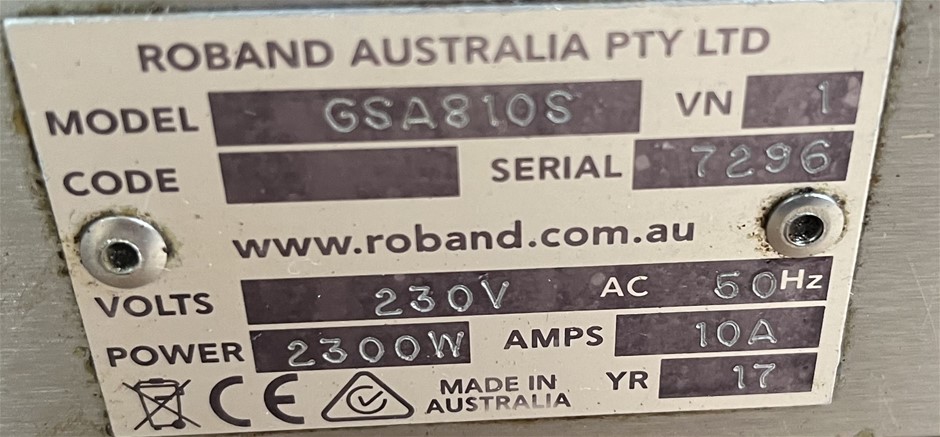 ROBAND AUSTRALIA PTY LTD
MODEL GSA810S VN 1
CODE SERIAL 7296
www.roband.com.au
VOLTS 230V AC 50Hz
POWER 2300W AMPS 10A
CE MADE IN AUSTRALIA YR 17